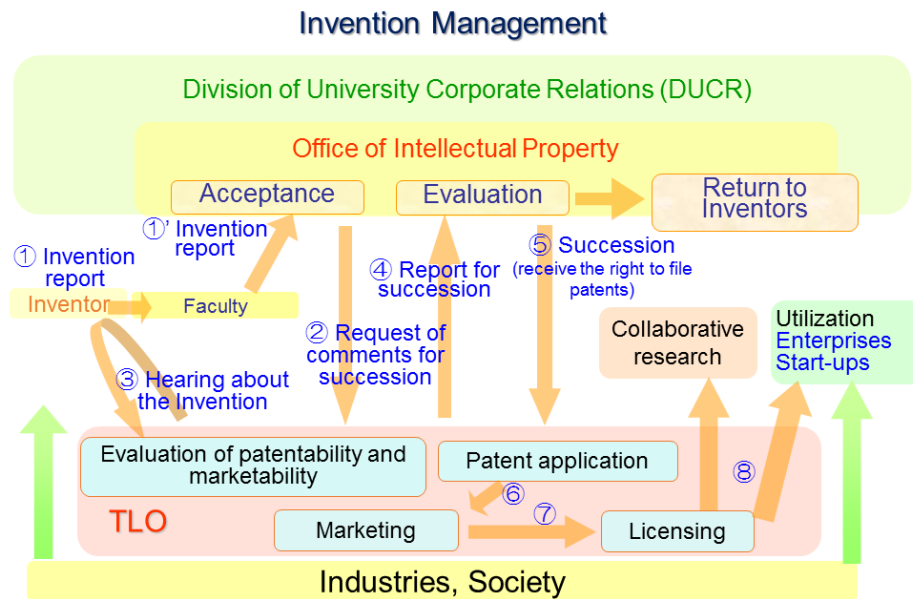 Invention Management
Division of University Corporate Relations (DUCR)
Office of Intellectual Property
Acceptance
Evaluation
Return to
Inventors
①' Invention
report
① Invention
report
Inventor
Faculty
④ Report for
succession
⑤ Succession
(receive the right to file
patents)
② Request of
comments for
succession
③ Hearing about
the Invention
Collaborative
research
Utilization
Enterprises
Start-ups
Evaluation of patentability and
marketability
Patent application
⑥
⑦
⑧
TLO
Marketing
Licensing
Industries, Society